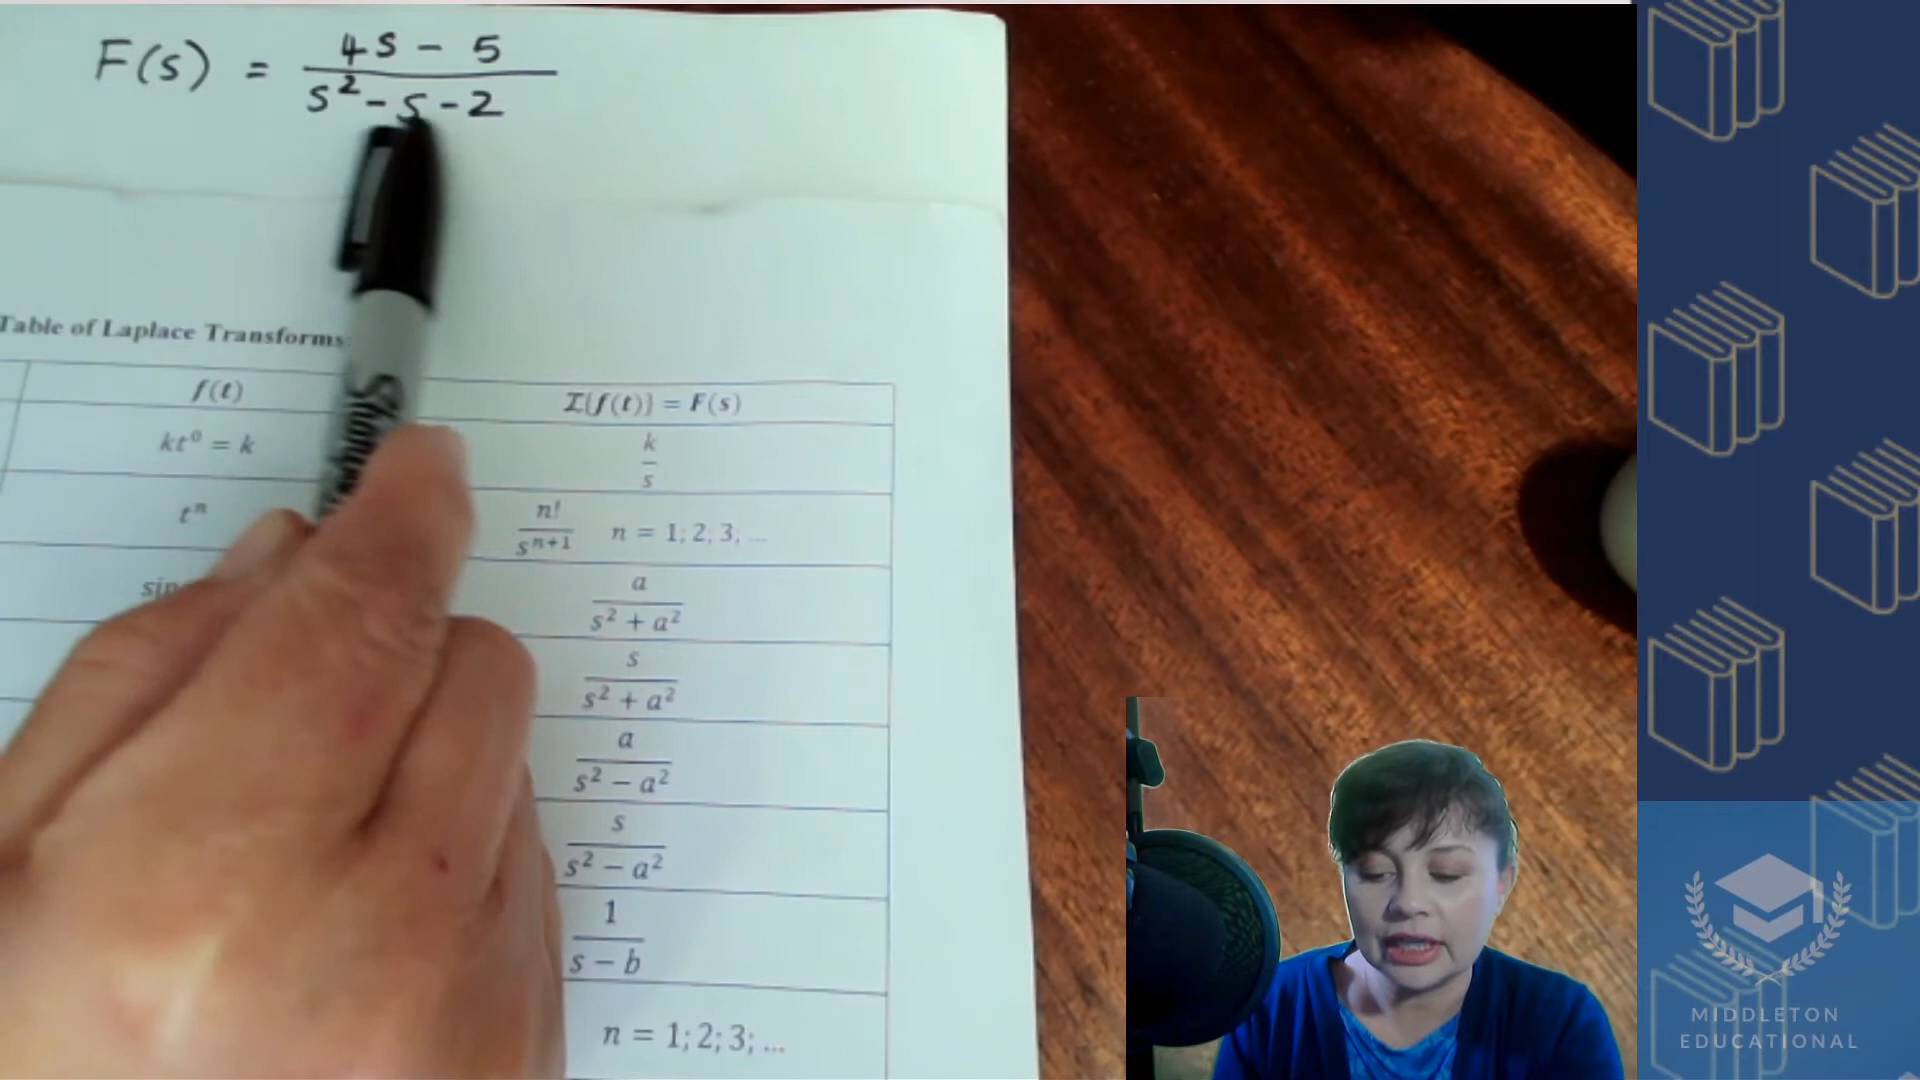 F(s) = 4s - 5
s² - s - 2
Table of Laplace Transforms
f(t) ℒ{f(t)} = F(s)
kt⁰ = k k
s
tⁿ n!
sⁿ⁺¹ n = 1; 2, 3, ...
a
s² + a²
s
s² + a²
a
s² - a²
s
s² - a²
1
s - b
n = 1; 2; 3; ...
MIDDLETON
EDUCATIONAL